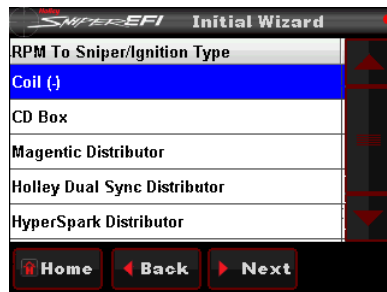 Holley
SNIPER EFI Initial Wizard
RPM To Sniper/Ignition Type
Coil (-)
CD Box
Magentic Distributor
Holley Dual Sync Distributor
HyperSpark Distributor
Home Back Next